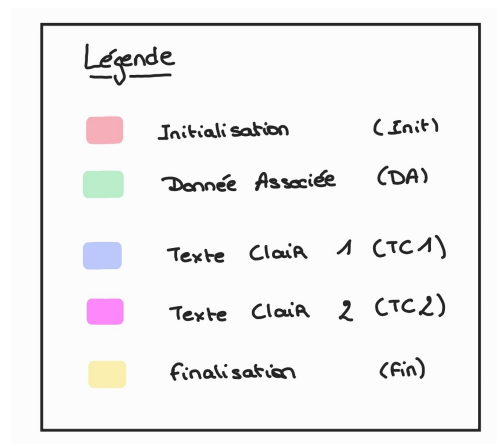 Légende
Initialisation (Init)
Donnée Associée (DA)
Texte Clair 1 (TC1)
Texte Clair 2 (TC2)
finalisation (Fin)